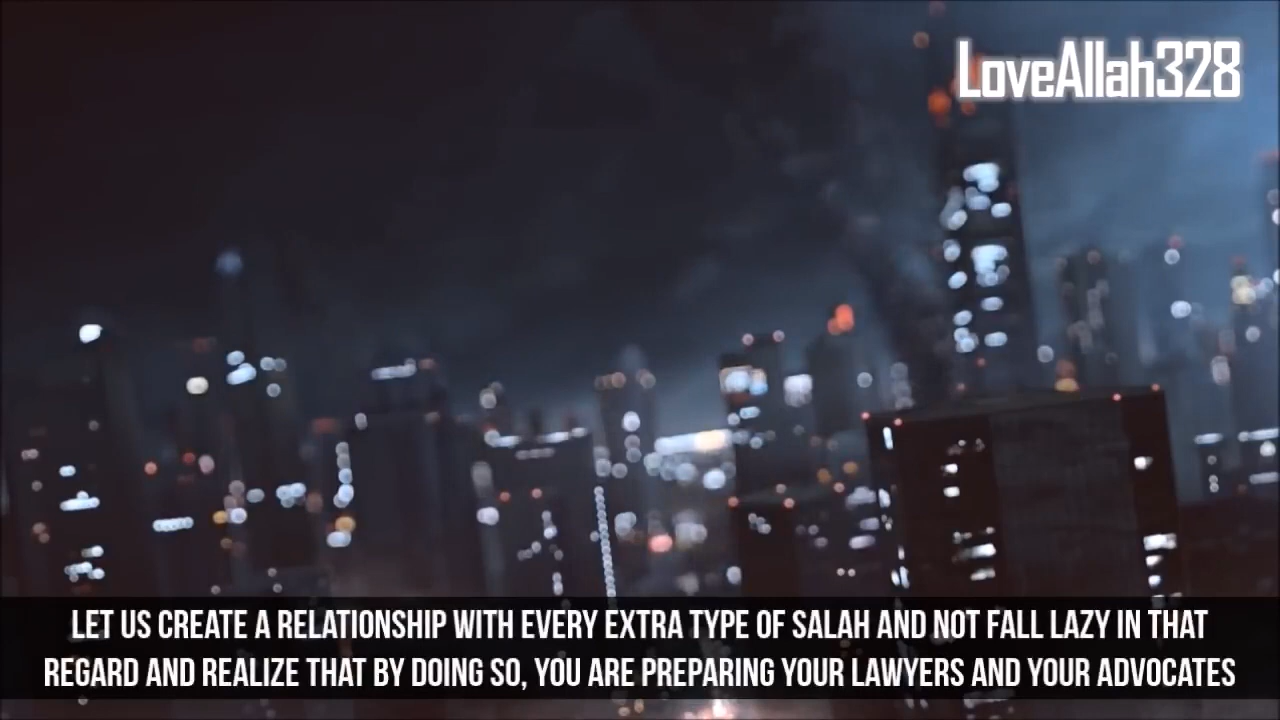 LoveAllah328
LET US CREATE A RELATIONSHIP WITH EVERY EXTRA TYPE OF SALAH AND NOT FALL LAZY IN THAT
REGARD AND REALIZE THAT BY DOING SO, YOU ARE PREPARING YOUR LAWYERS AND YOUR ADVOCATES